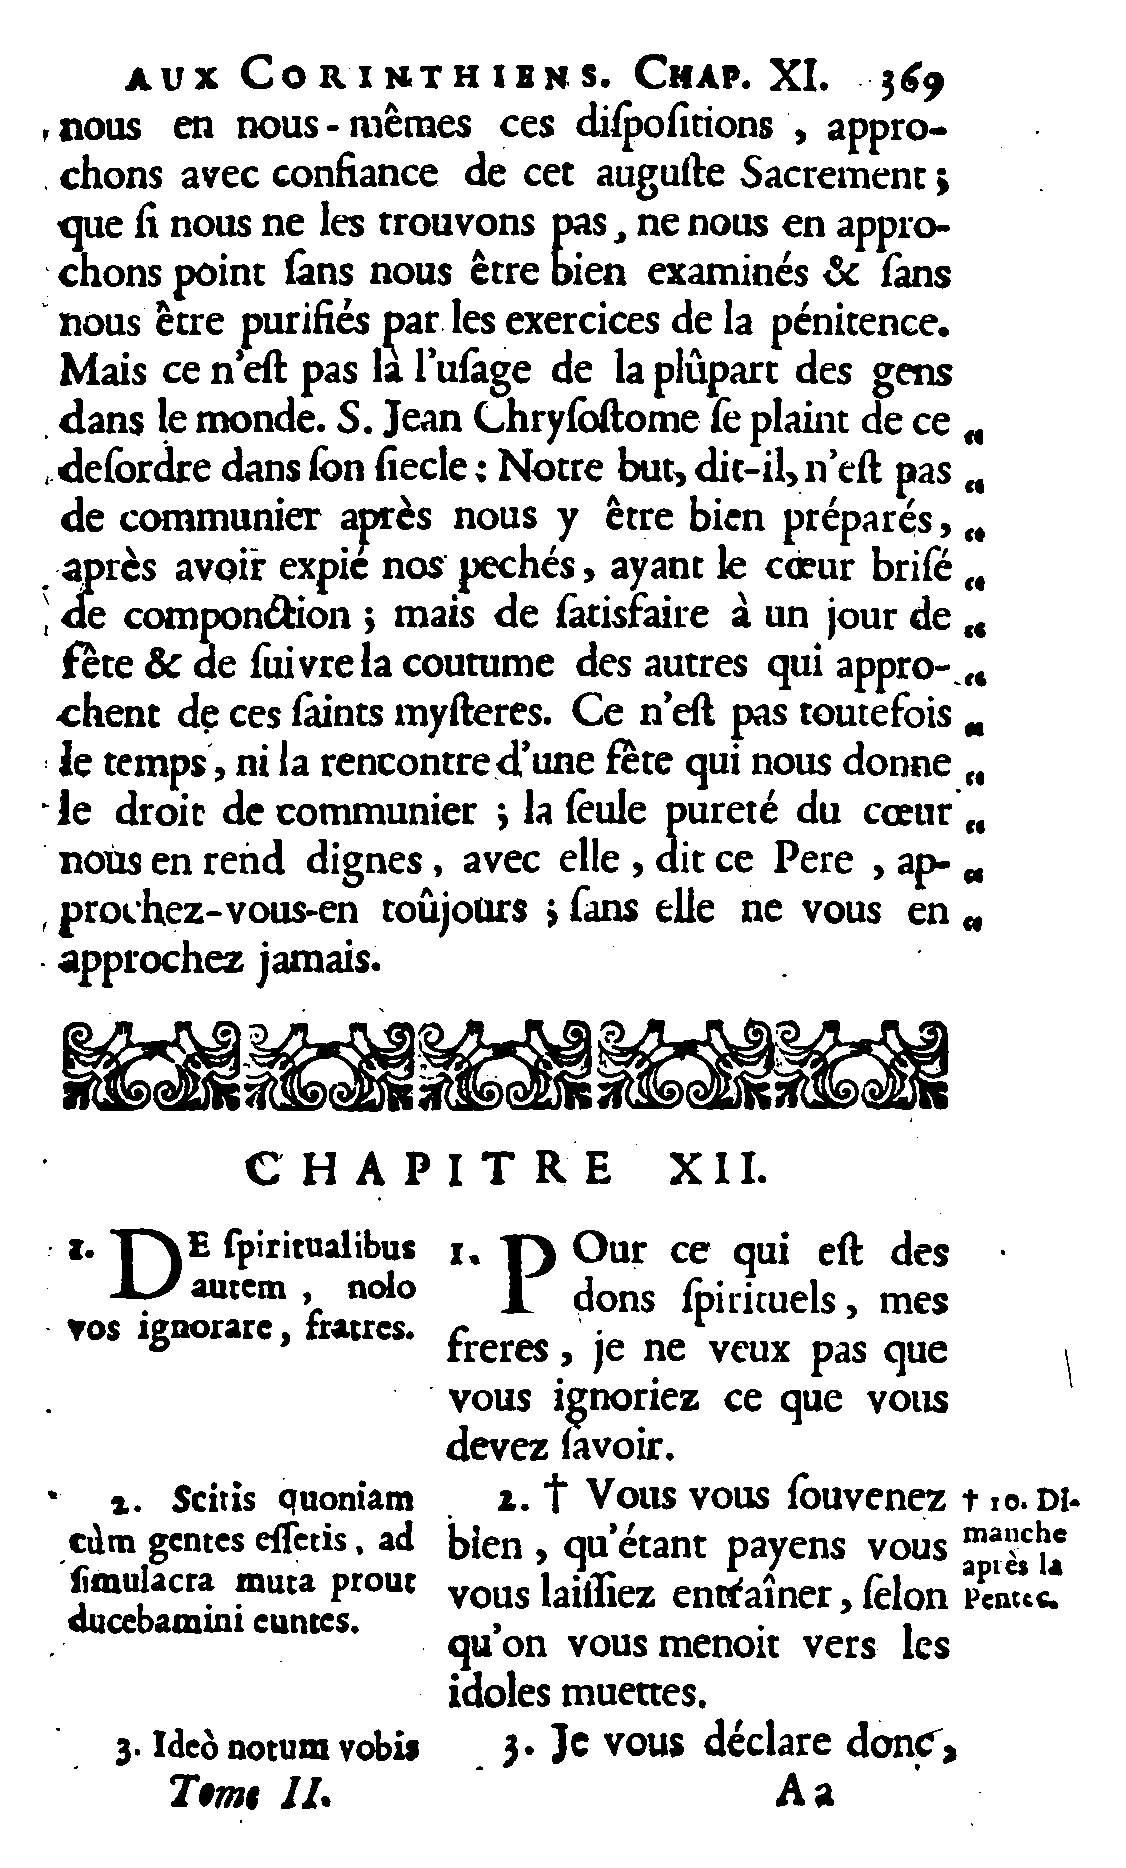 AUX CORINTHIENS. CHAP. XI. 369
nous en nous-mêmes ces diſpoſitions, appro-
chons avec confiance de cet auguſte Sacrement;
que ſi nous ne les trouvons pas, ne nous en appro-
chons point ſans nous être bien examinés & ſans
nous être purifiés par les exercices de la pénitence.
Mais ce n'eſt pas là l'uſage de la plûpart des gens
dans le monde. S. Jean Chryſoſtome ſe plaint de ce „
deſordre dans ſon ſiecle: Notre but, dit-il, n'eſt pas „
de communier après nous y être bien préparés, „
après avoir expié nos pechés, ayant le cœur briſé „
de componction; mais de ſatisfaire à un jour de „
fête & de ſuivre la coutume des autres qui appro- „
chent de ces ſaints myſteres. Ce n'eſt pas toutefois „
le temps, ni la rencontre d'une fête qui nous donne „
le droit de communier; la ſeule pureté du cœur „
nous en rend dignes, avec elle, dit ce Pere, ap- „
prochez-vous-en toûjours; ſans elle ne vous en „
approchez jamais.
CHAPITRE XII.
1. DE ſpiritualibus
autem, nolo
vos ignorare, fratres.
1. POur ce qui eſt des
dons ſpirituels, mes
freres, je ne veux pas que
vous ignoriez ce que vous
devez ſavoir.
2. Scitis quoniam
cùm gentes eſſetis, ad
ſimulacra muta prout
ducebamini euntes.
2. † Vous vous ſouvenez
bien, qu'étant payens vous
vous laiſſiez entraîner, ſelon
qu'on vous menoit vers les
idoles muettes.
† 10. DI-
manche
après la
Pentec.
3. Ideò notum vobis
3. Je vous déclare donc,
Tome II.
A a